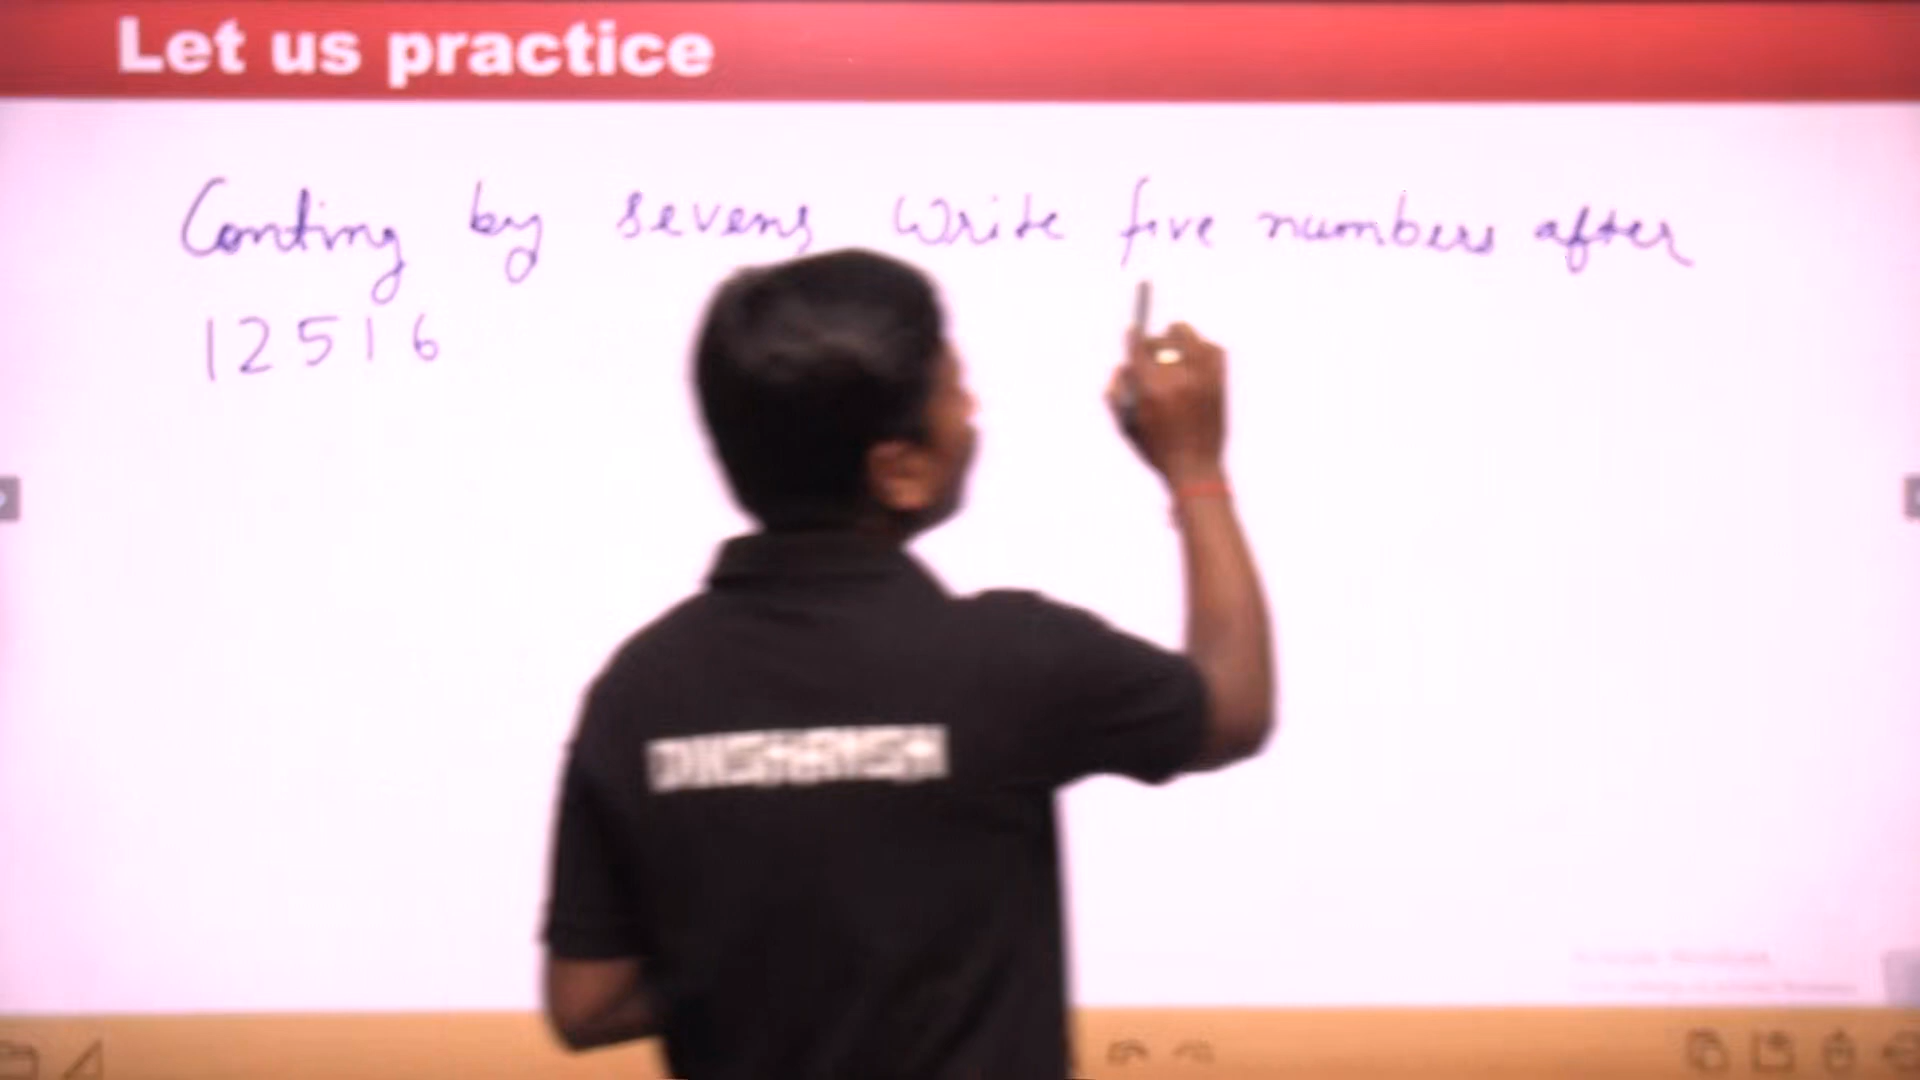 Let us practice
Conting by sevens Write five numbers after
12516